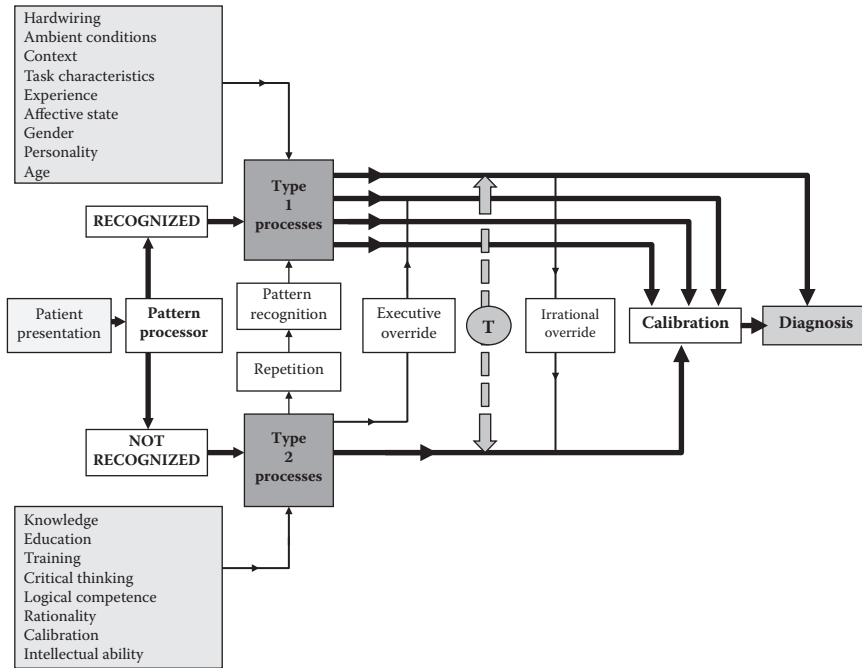 Hardwiring
Ambient conditions
Context
Task characteristics
Experience
Affective state
Gender
Personality
Age
Type
1
processes
RECOGNIZED
Patient
presentation
Pattern
processor
Pattern
recognition
Executive
override
T
Irrational
override
Calibration
Diagnosis
Repetition
NOT
RECOGNIZED
Type
2
processes
Knowledge
Education
Training
Critical thinking
Logical competence
Rationality
Calibration
Intellectual ability